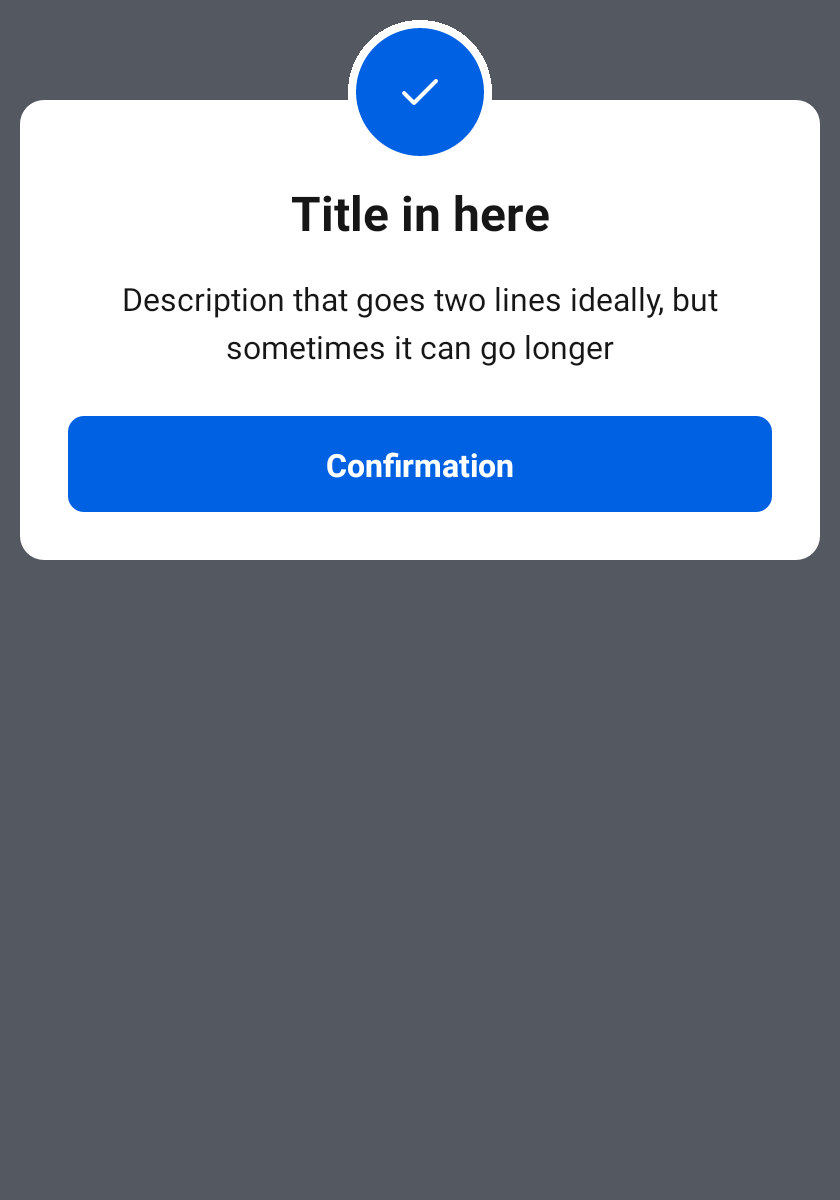 Title in here
Description that goes two lines ideally, but
sometimes it can go longer
Confirmation